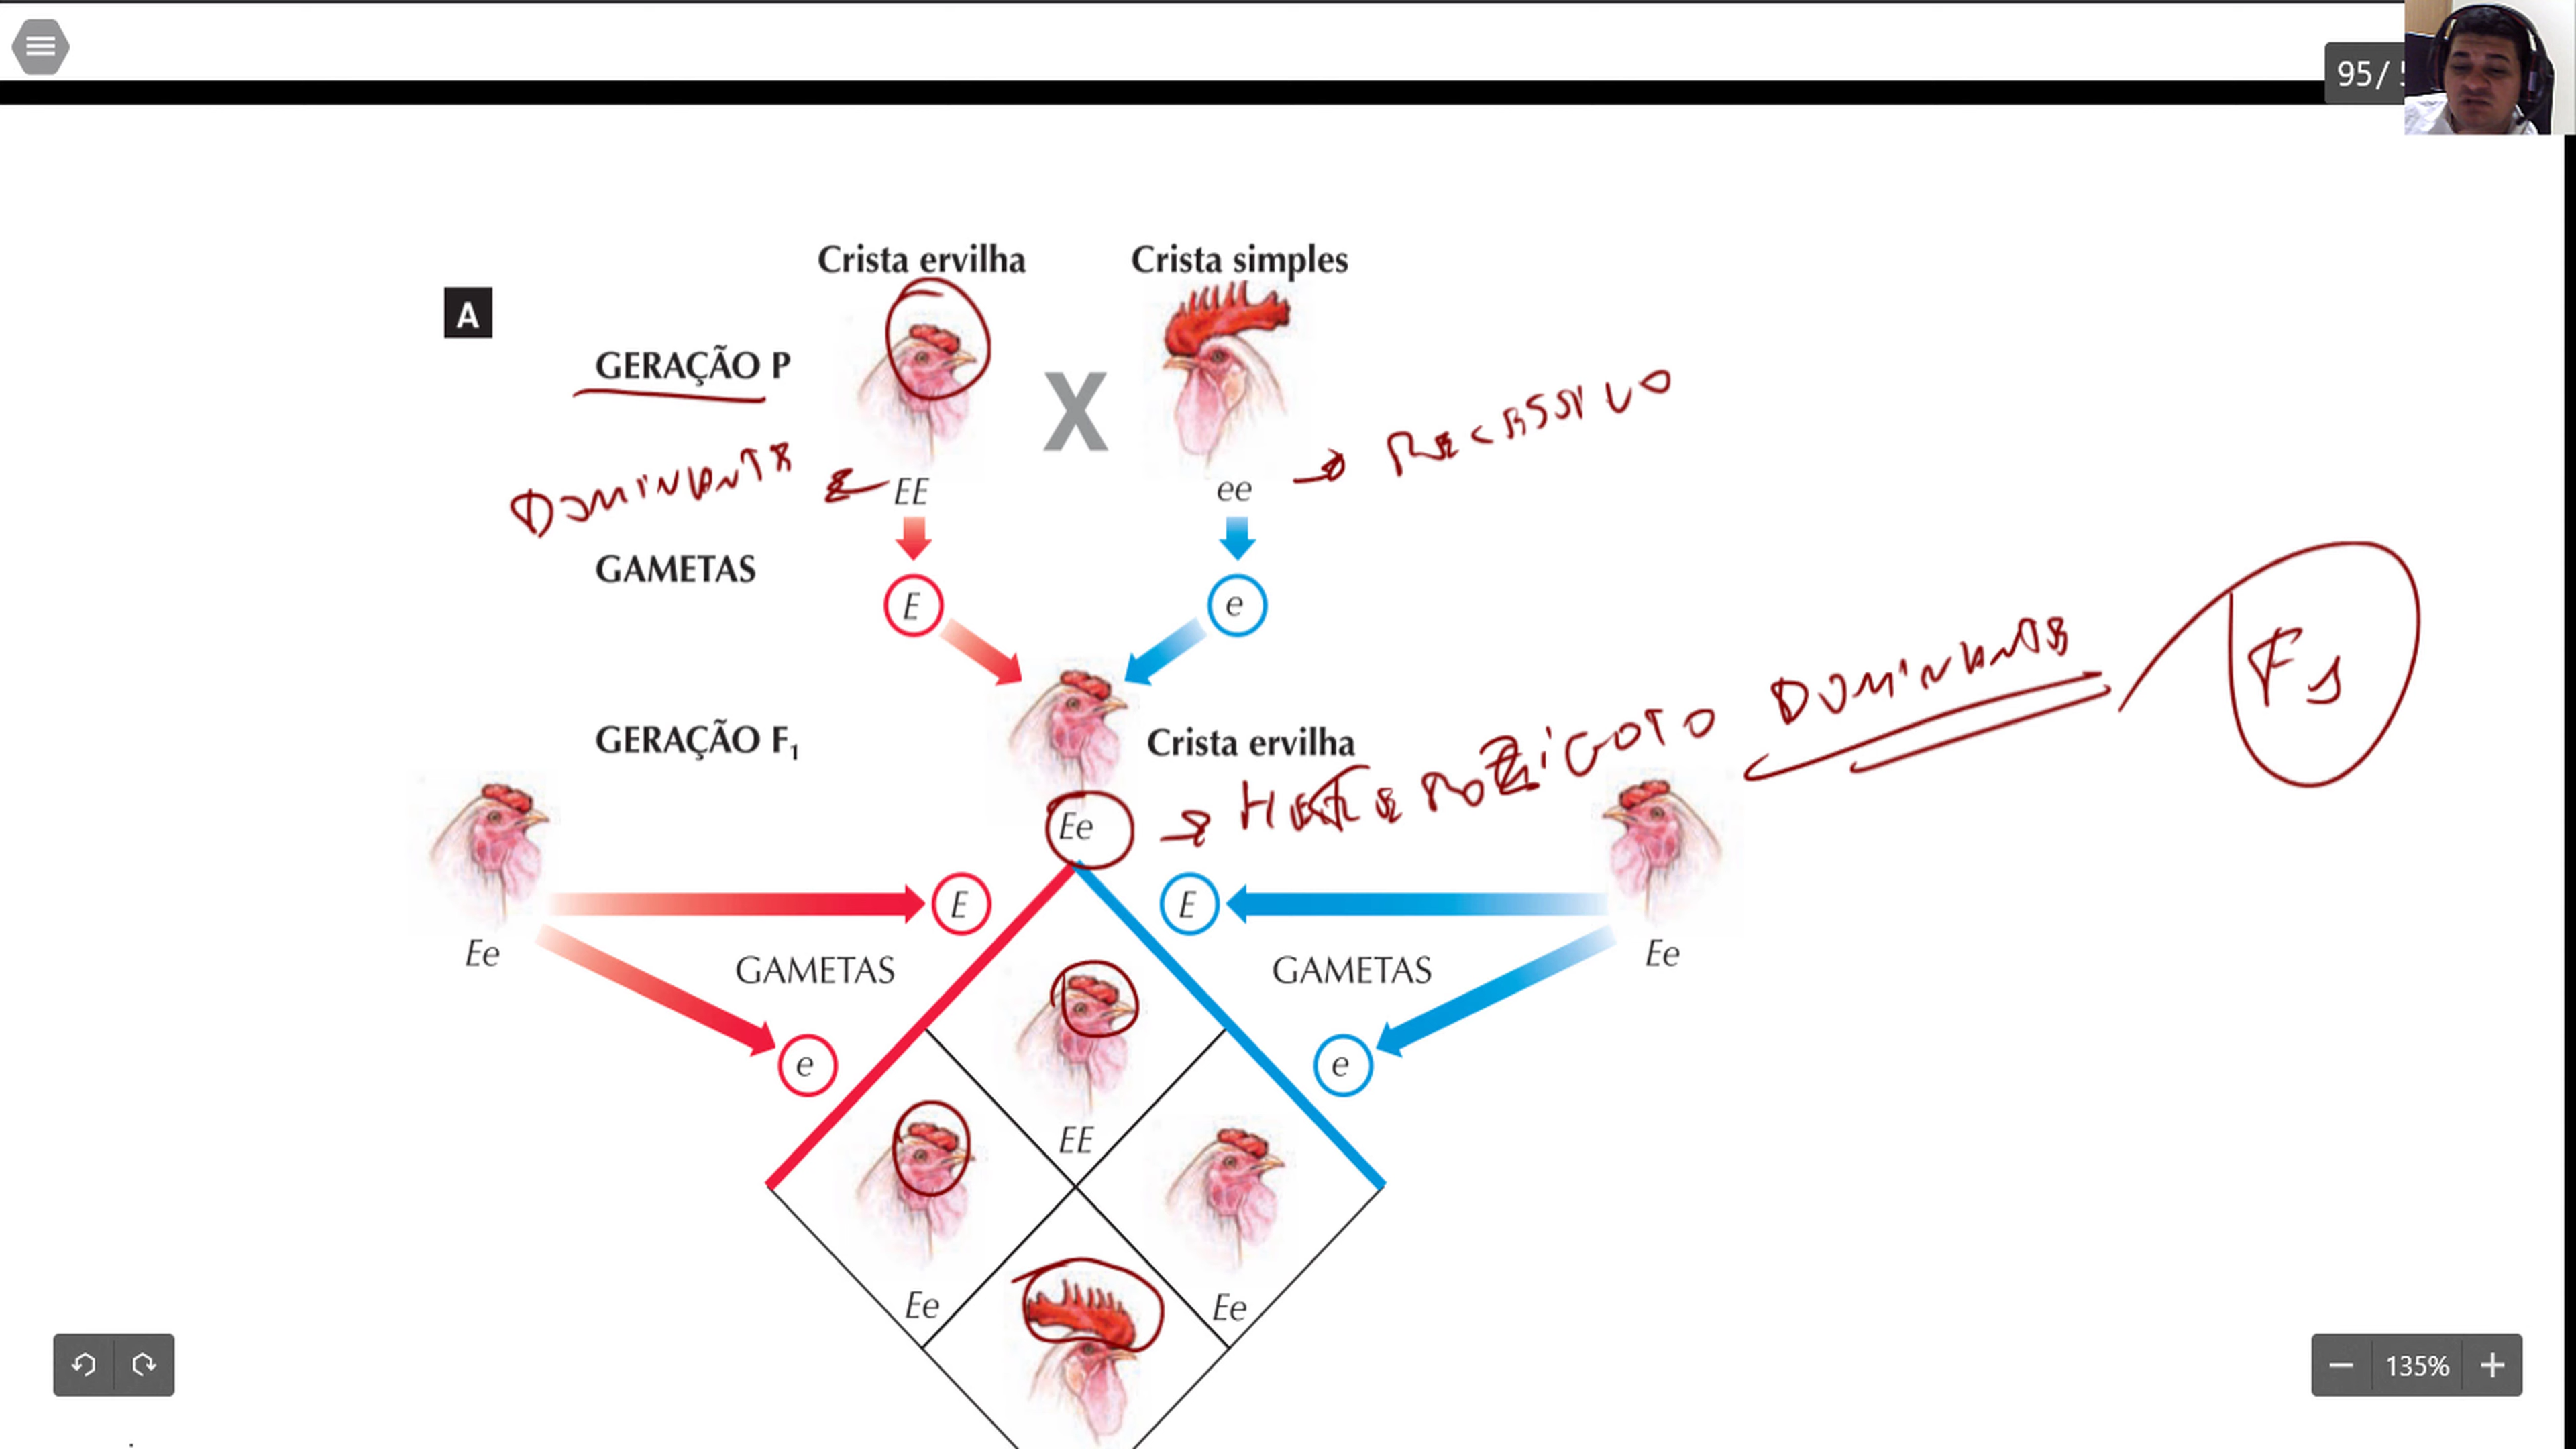 95/
Crista ervilha
Crista simples
A
GERAÇÃO P
X
RECESSIVO
DOMINANTE
EE
ee
GAMETAS
E
e
DOMINANTE
F1
GERAÇÃO F1
Crista ervilha
HETEROZIGOTO
Ee
E
E
Ee
GAMETAS
GAMETAS
Ee
e
e
EE
Ee
Ee
135%